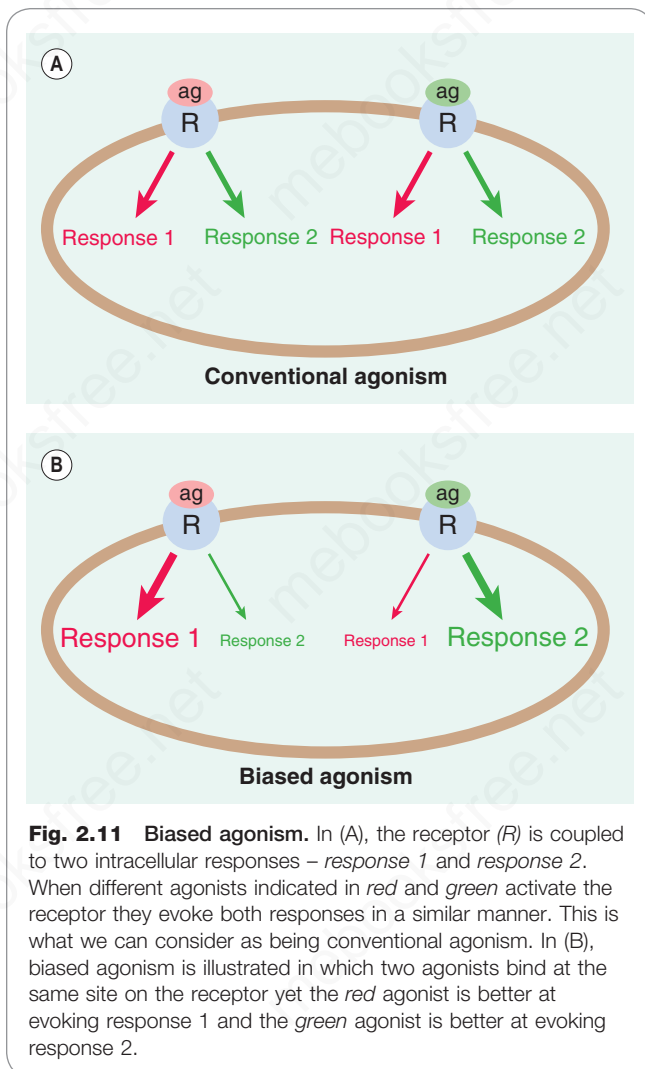 A
ag
ag
R
R
Response 1 Response 2 Response 1 Response 2
Conventional agonism
B
ag
ag
R
R
Response 1 Response 2 Response 1 Response 2
Biased agonism
Fig. 2.11 Biased agonism. In (A), the receptor (R) is coupled
to two intracellular responses – response 1 and response 2.
When different agonists indicated in red and green activate the
receptor they evoke both responses in a similar manner. This is
what we can consider as being conventional agonism. In (B),
biased agonism is illustrated in which two agonists bind at the
same site on the receptor yet the red agonist is better at
evoking response 1 and the green agonist is better at evoking
response 2.
mebooksfree.net
mebooksfree.net